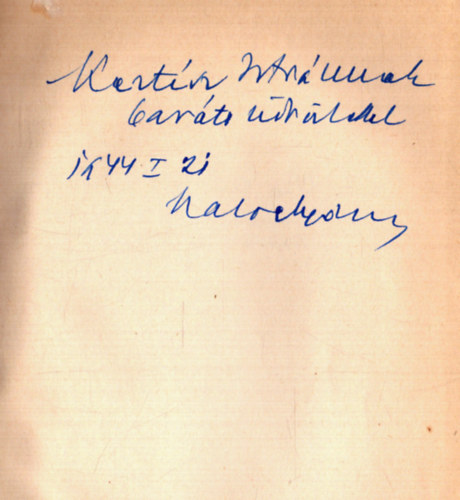 Kertész Istvánnak
baráti üdvözlettel
1944 I 21